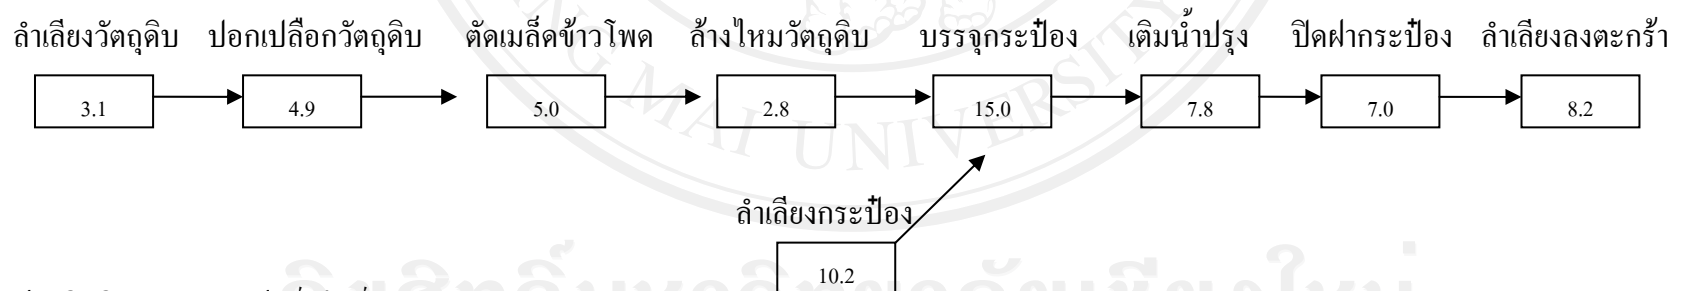 ลำเลียงวัตถุดิบ ปอกเปลือกวัตถุดิบ ตัดเมล็ดข้าวโพด ล้างไหมวัตถุดิบ บรรจุกระป๋อง เติมน้ำปรุง ปิดฝากระป๋อง ลำเลียงลงตะกร้า
3.1 4.9 5.0 2.8 15.0 7.8 7.0 8.2
ลำเลียงกระป๋อง
10.2